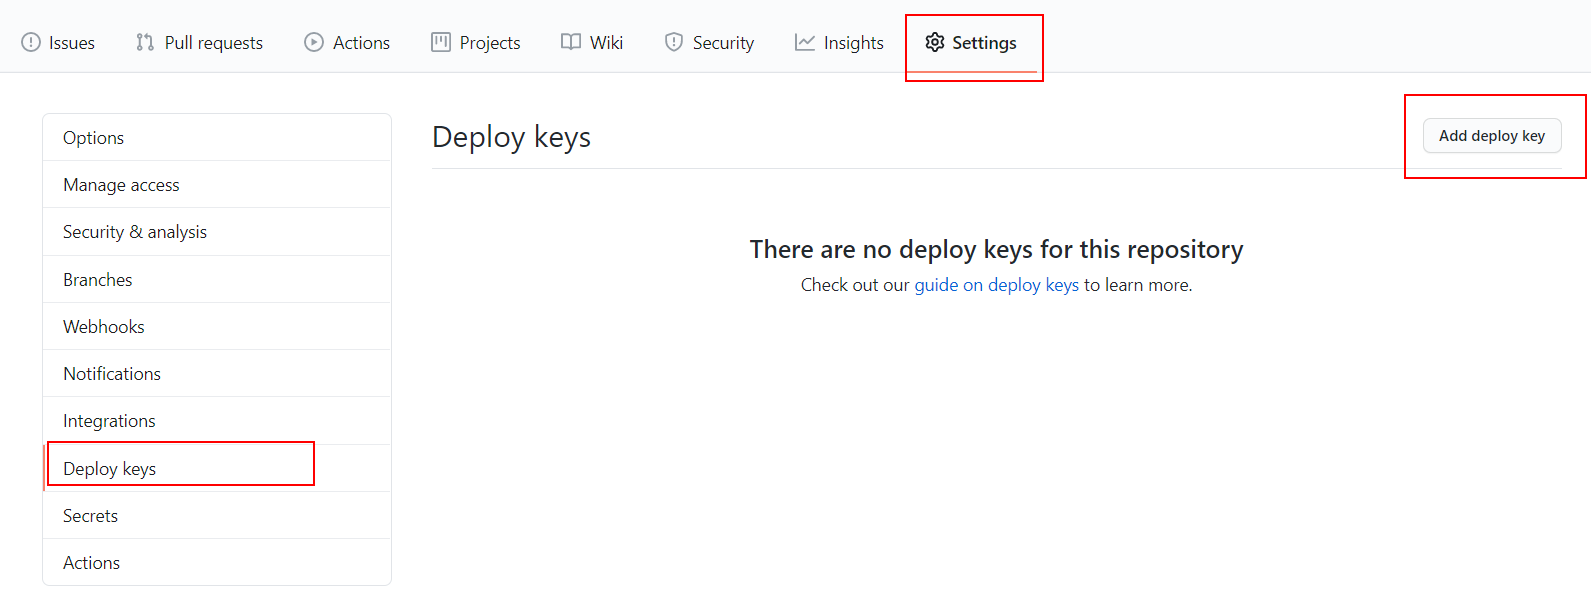 Issues Pull requests Actions Projects Wiki Security Insights Settings
Options
Manage access
Security & analysis
Branches
Webhooks
Notifications
Integrations
Deploy keys
Secrets
Actions
Deploy keys
Add deploy key
There are no deploy keys for this repository
Check out our guide on deploy keys to learn more.